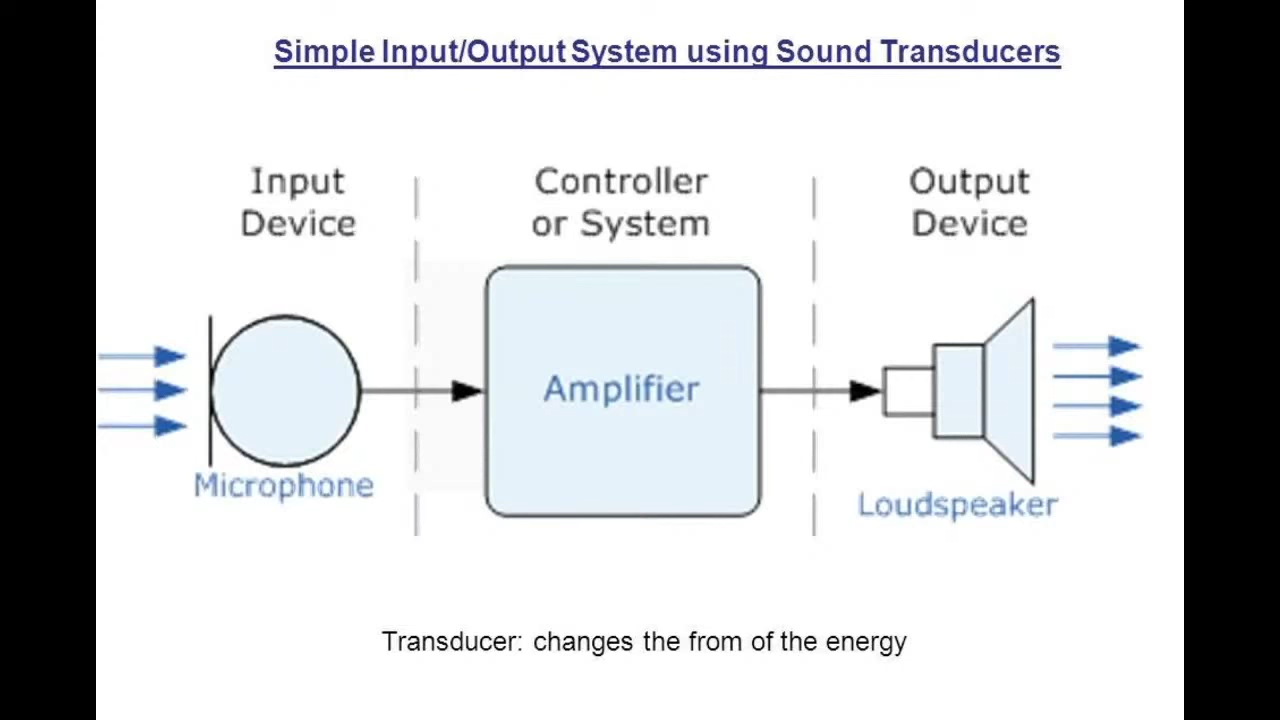 Simple Input/Output System using Sound Transducers
Input
Device
Controller
or System
Output
Device
Amplifier
Microphone
Loudspeaker
Transducer: changes the from of the energy